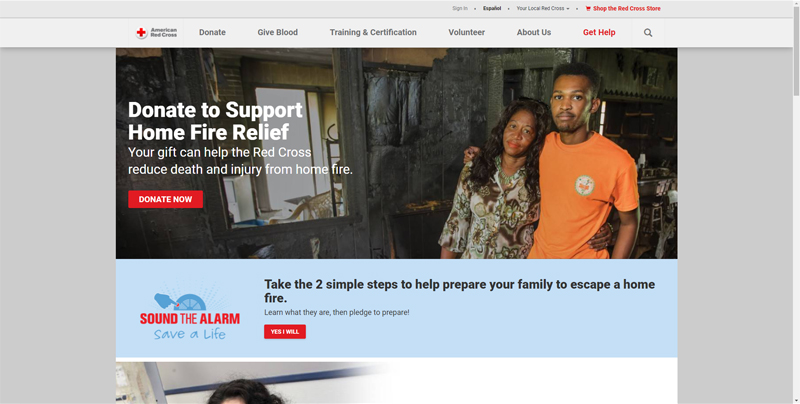 Sign In
Español
Your Local Red Cross
Shop the Red Cross Store
American
Red Cross
Donate
Give Blood
Training & Certification
Volunteer
About Us
Get Help
Donate to Support
Home Fire Relief
Your gift can help the Red Cross
reduce death and injury from home fire.
DONATE NOW
SOUND THE ALARM
Save a Life
Take the 2 simple steps to help prepare your family to escape a home
fire.
Learn what they are, then pledge to prepare!
YES I WILL